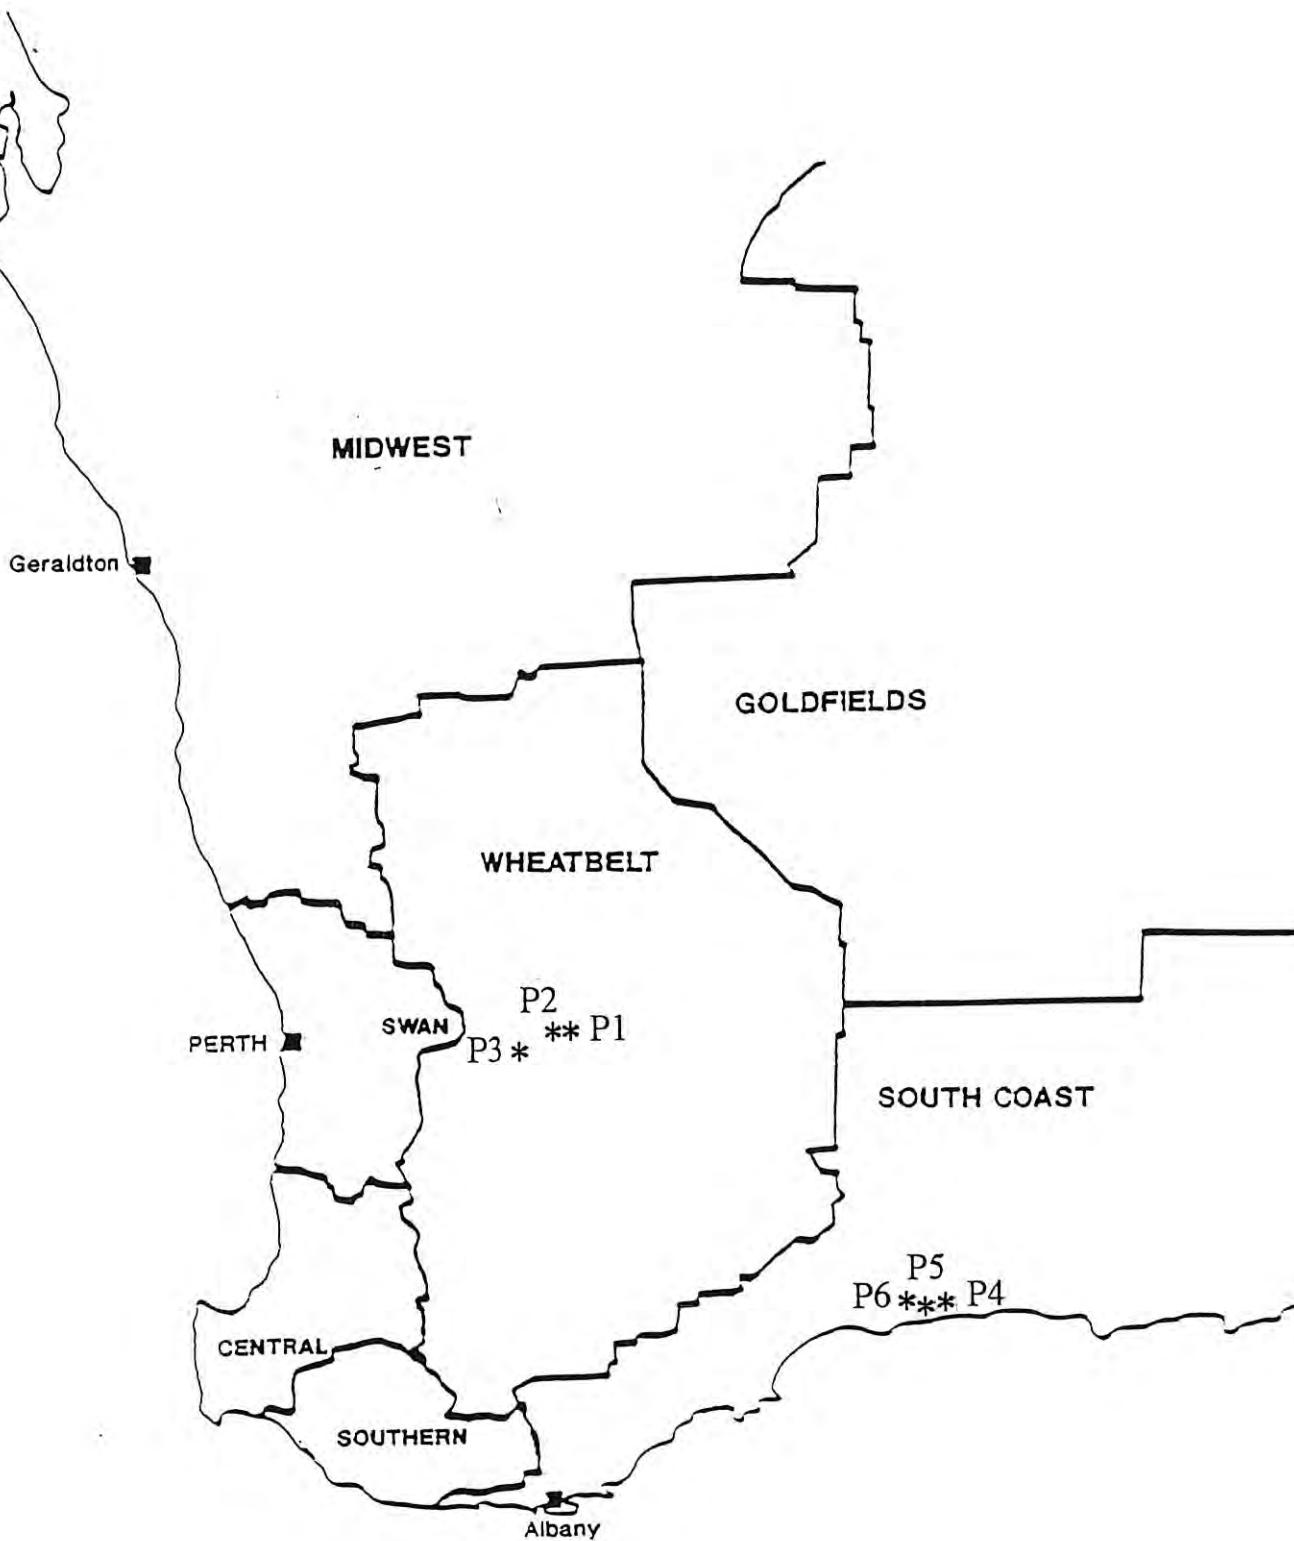 MIDWEST
Geraldton
GOLDFIELDS
WHEATBELT
P2
SWAN
** P1
PERTH
P3 *
SOUTH COAST
P5
P6 *** P4
CENTRAL
SOUTHERN
Albany